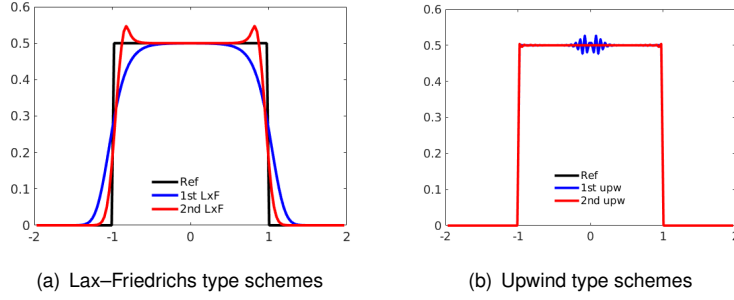 0.6
0.5
0.4
0.3
0.2
0.1
0
-2 -1 0 1 2
Ref
1st LxF
2nd LxF
(a) Lax–Friedrichs type schemes
0.6
0.5
0.4
0.3
0.2
0.1
0
-2 -1 0 1 2
Ref
1st upw
2nd upw
(b) Upwind type schemes